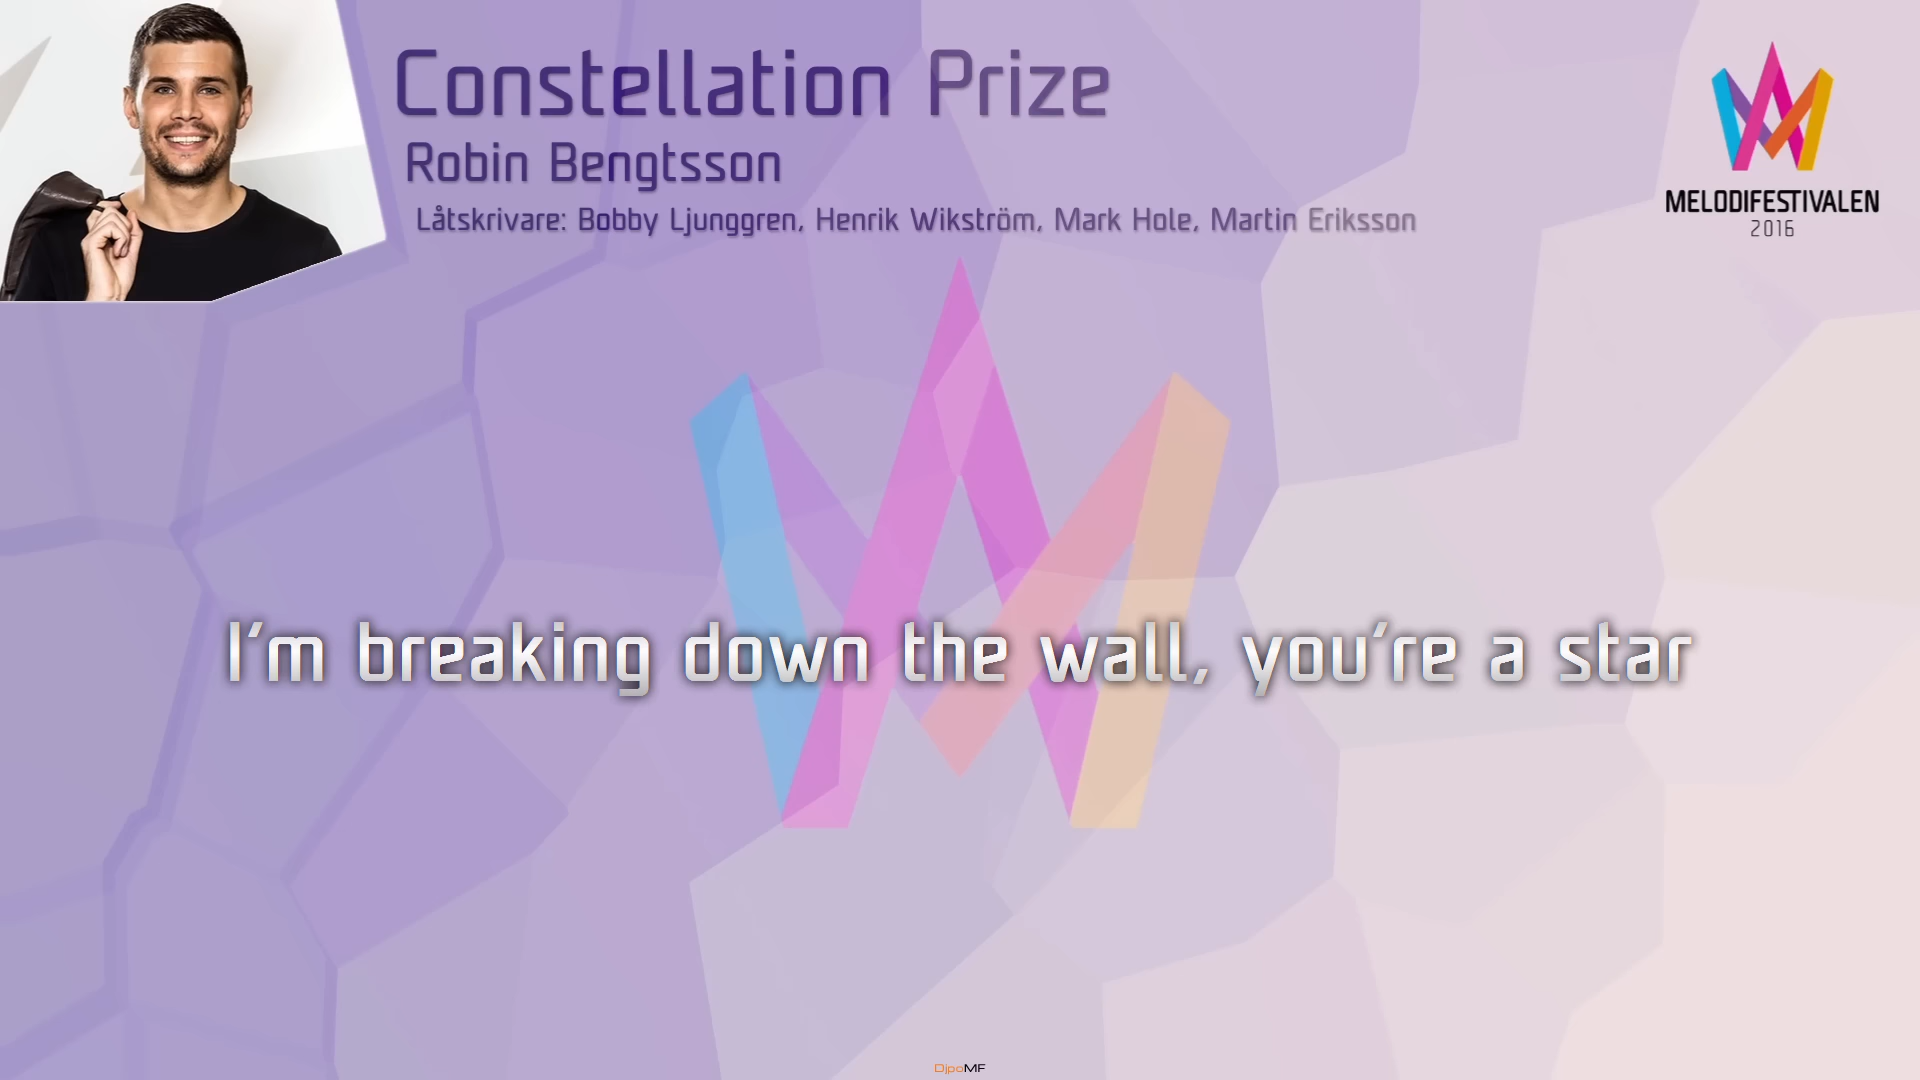 Constellation Prize
Robin Bengtsson
Låtskrivare: Bobby Ljunggren, Henrik Wikström, Mark Hole, Martin Eriksson
MELODIFESTIVALEN
2016
I'm breaking down the wall, you're a star
DjpoMF